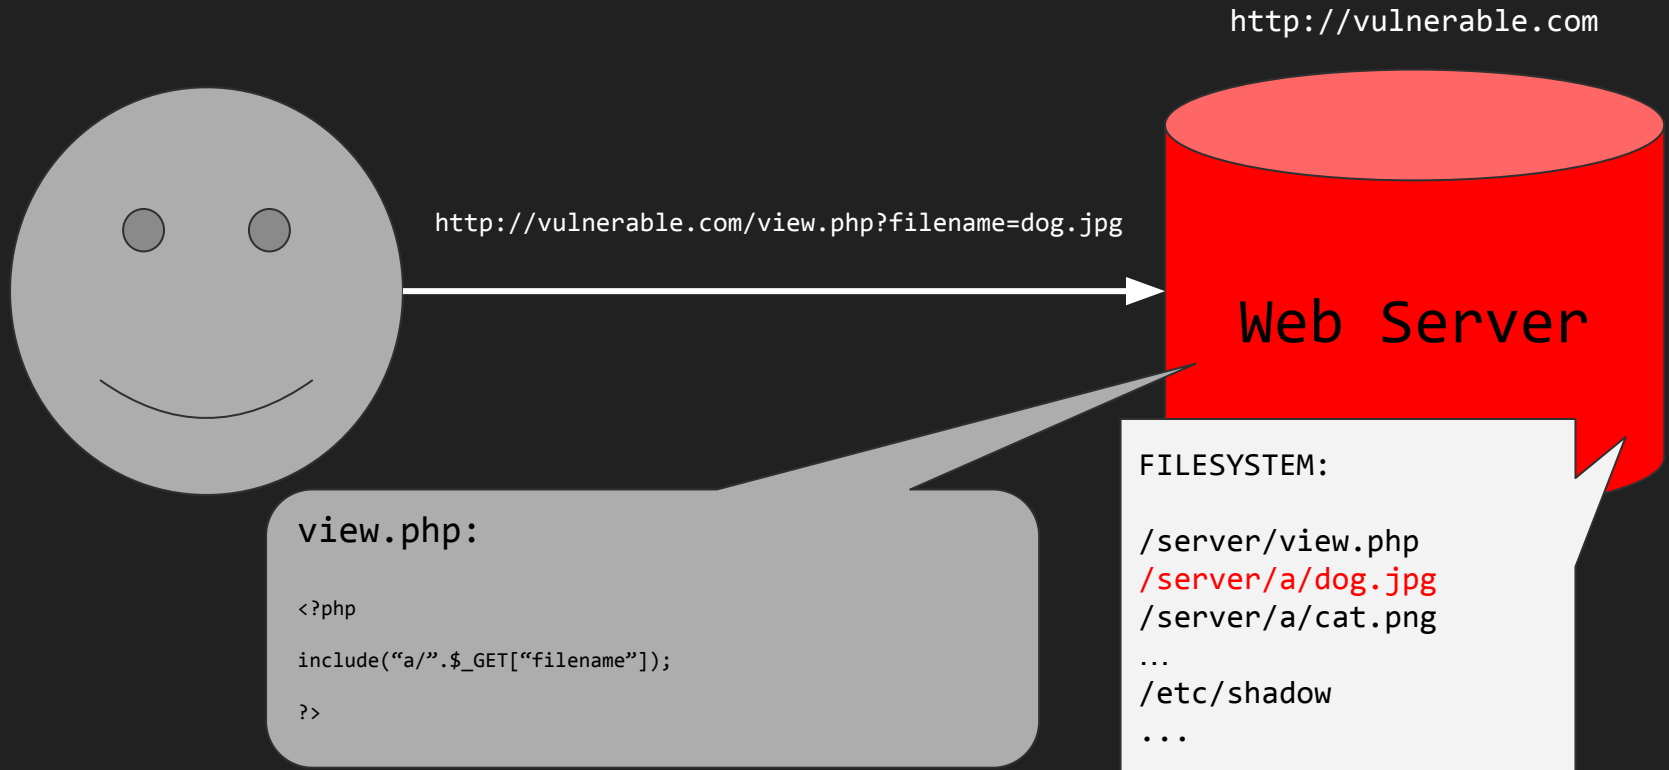 http://vulnerable.com
http://vulnerable.com/view.php?filename=dog.jpg
Web Server
view.php:
<?php
include(“a/”.$_GET[“filename”]);
?>
FILESYSTEM:
/server/view.php
/server/a/dog.jpg
/server/a/cat.png
...
/etc/shadow
...